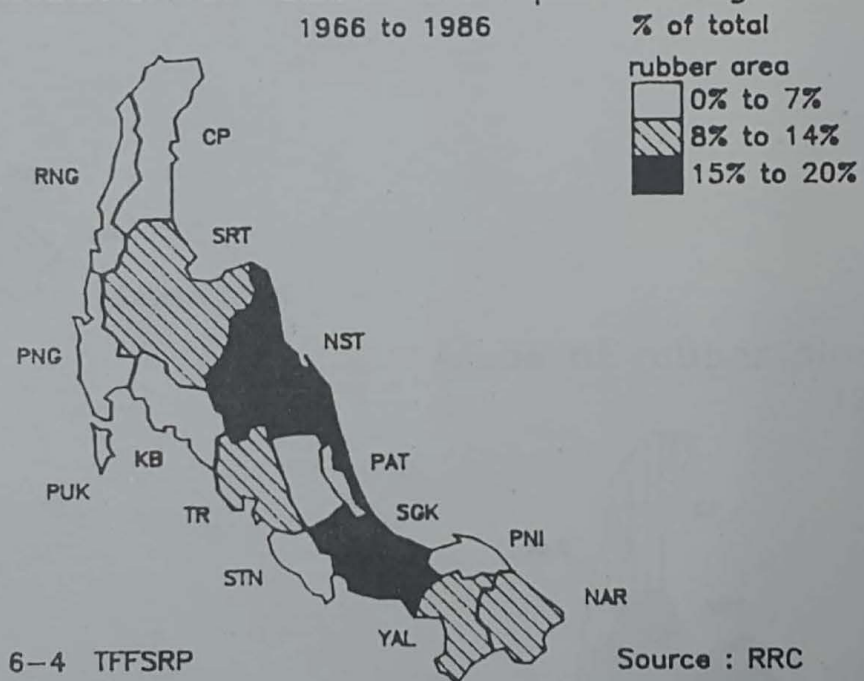 1966 to 1986
% of total
rubber area
0% to 7%
8% to 14%
15% to 20%
CP
RNG
SRT
NST
PNG
KB
PAT
PUK
TR
SGK
PNI
STN
NAR
YAL
6-4 TFFSRP
Source : RRC